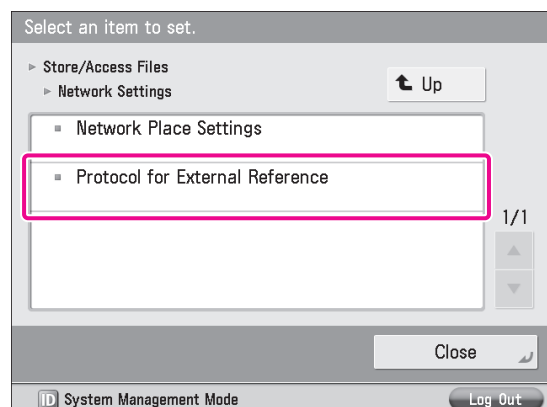 Select an item to set.
Store/Access Files
Up
Network Settings
Network Place Settings
Protocol for External Reference
1/1
Close
ID System Management Mode
Log Out